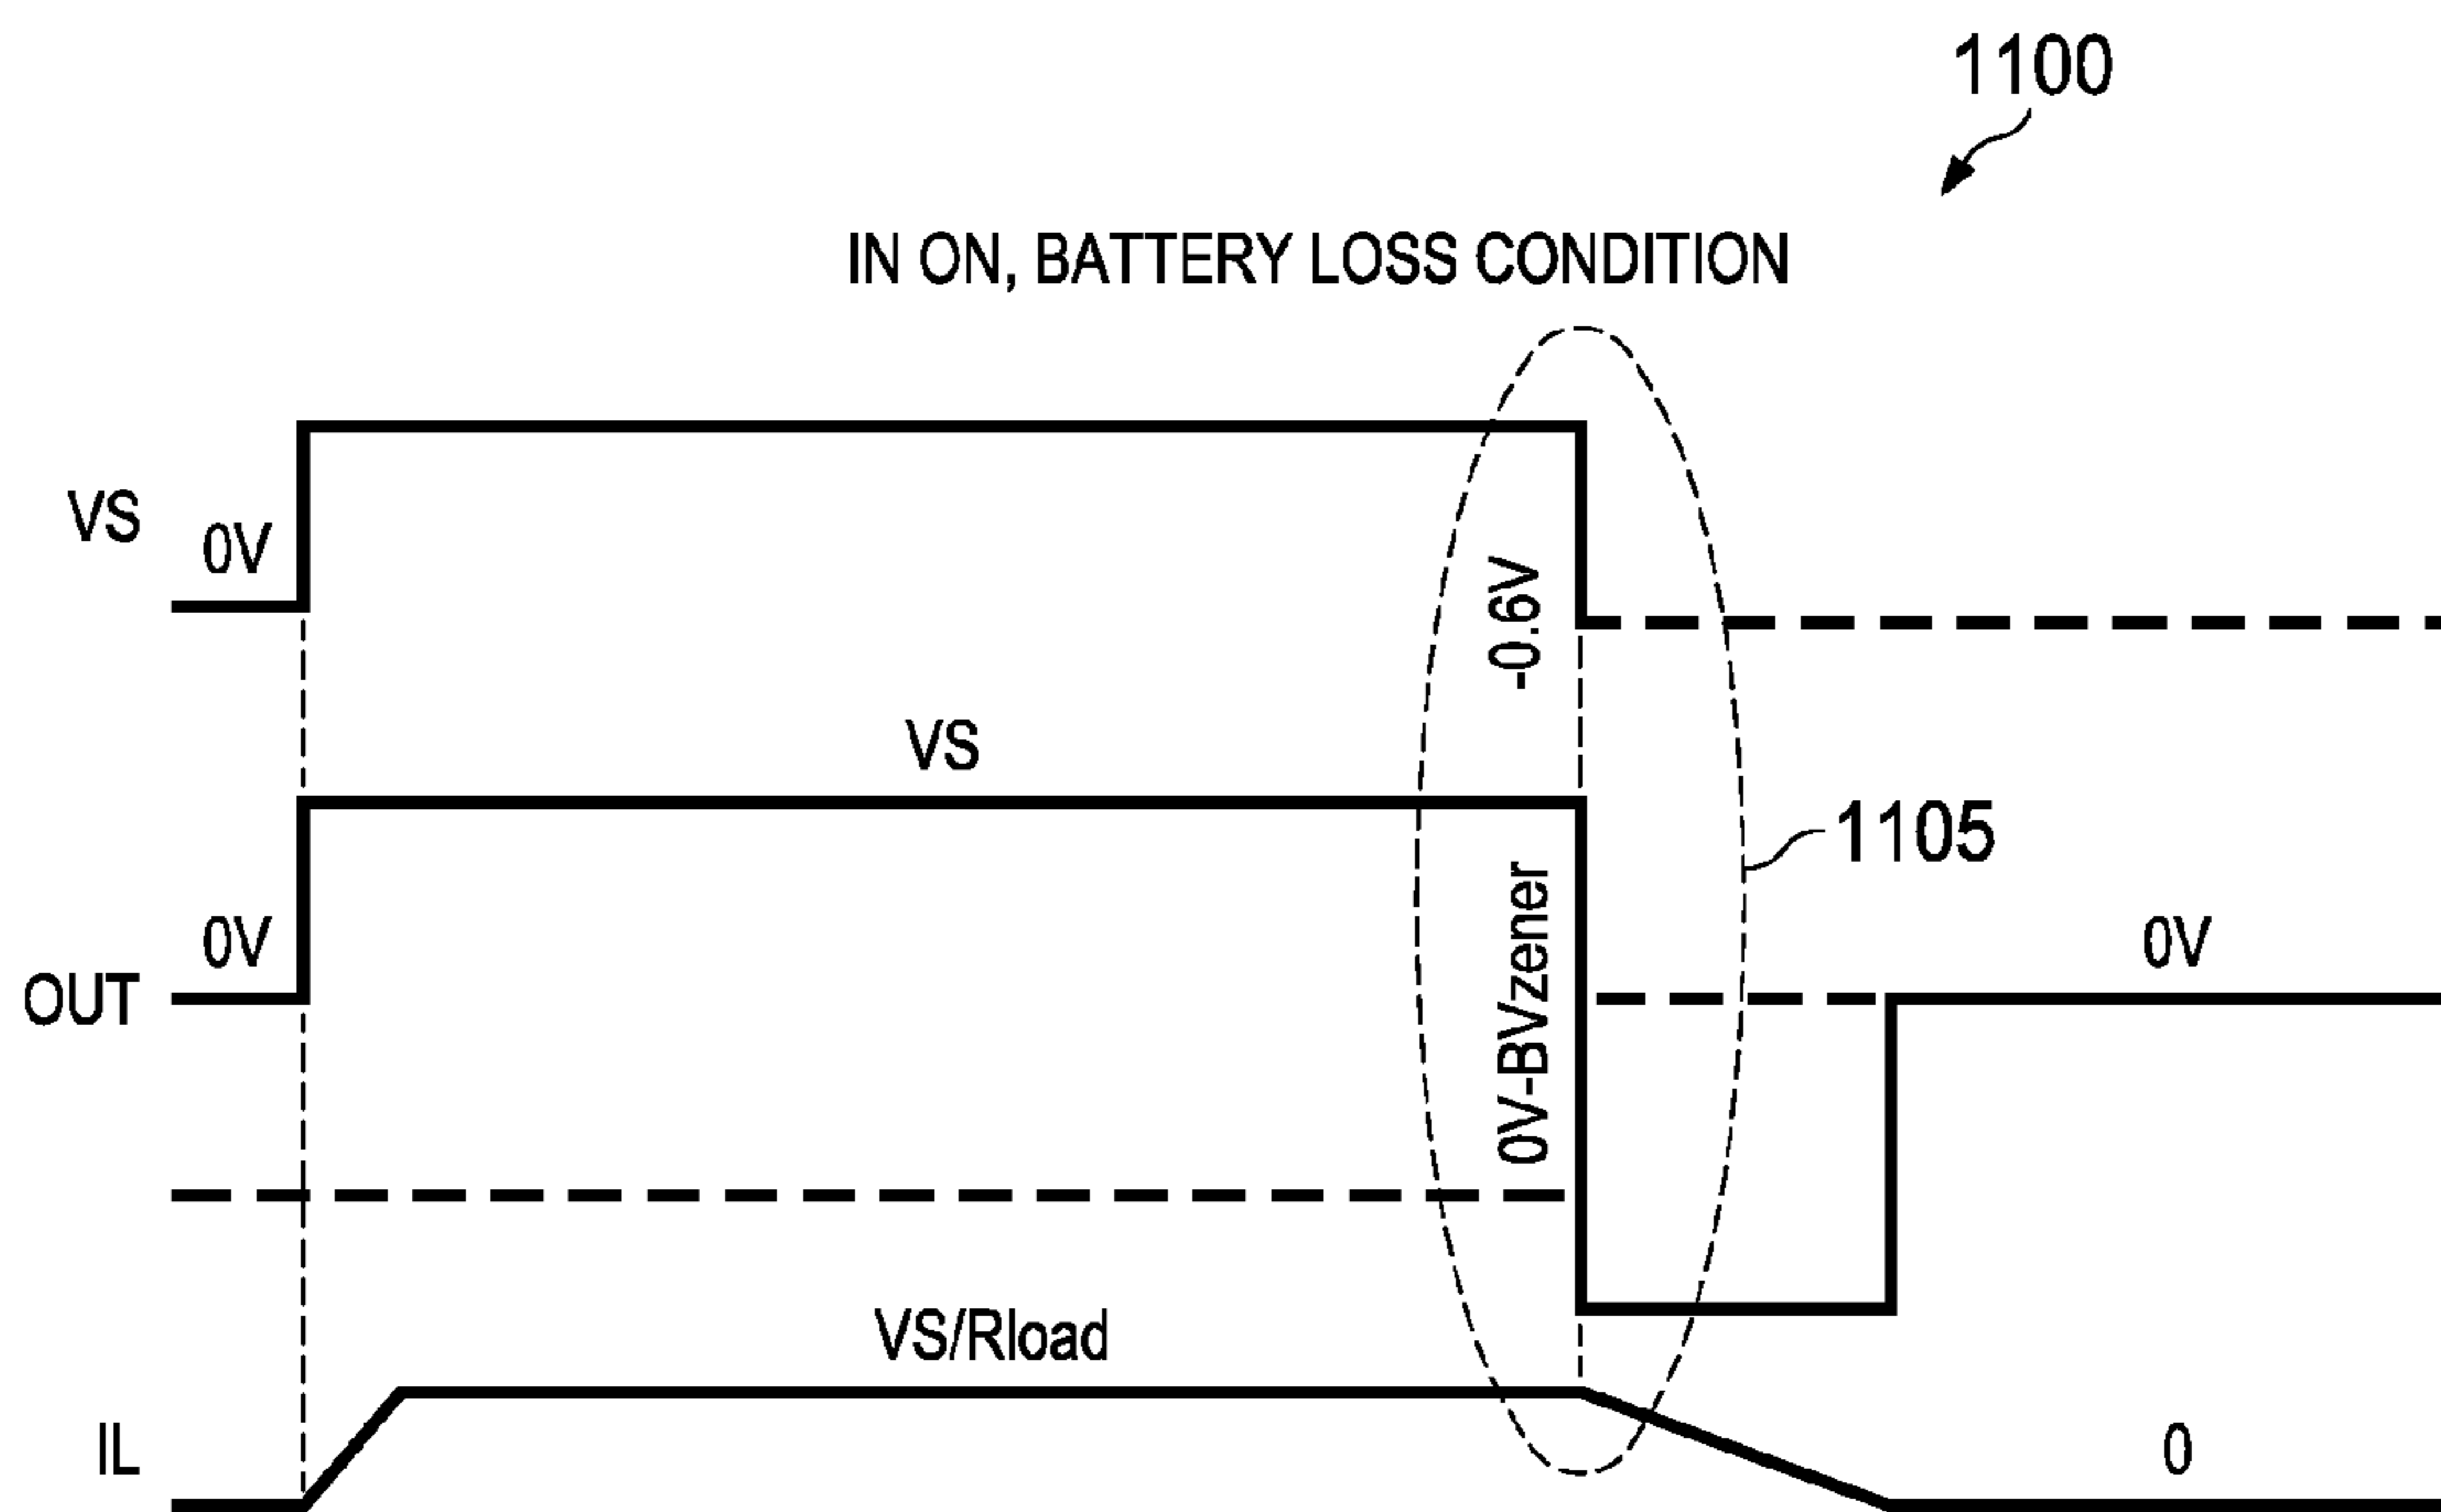 1100
IN ON, BATTERY LOSS CONDITION
VS
0V
-0.6V
VS
1105
0V-BVzener
0V
0V
OUT
VS/Rload
IL
0